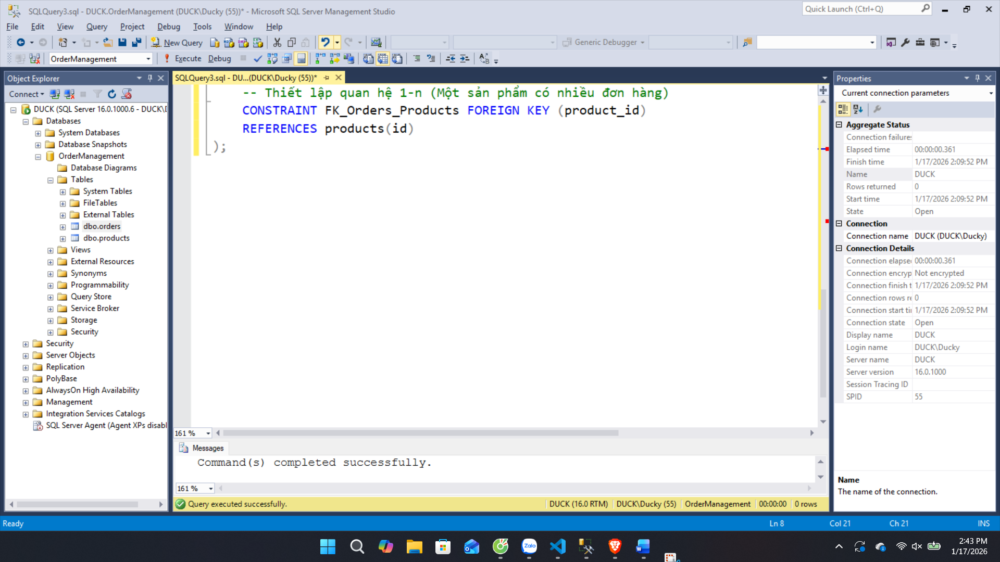 SQLQuery3.sql - DUCK.OrderManagement (DUCK\Ducky (55))* - Microsoft SQL Server Management Studio
Quick Launch (Ctrl+Q)
File Edit View Query Project Debug Tools Window Help
New Query
Generic Debugger
OrderManagement
Execute Debug
Object Explorer
Connect
DUCK (SQL Server 16.0.1000.6 - DUCK\D
Databases
System Databases
Database Snapshots
OrderManagement
Database Diagrams
Tables
System Tables
FileTables
External Tables
dbo.orders
dbo.products
Views
External Resources
Synonyms
Programmability
Query Store
Service Broker
Storage
Security
Security
Server Objects
Replication
PolyBase
AlwaysOn High Availability
Management
Integration Services Catalogs
SQL Server Agent (Agent XPs disabl
SQLQuery3.sql - DU...(DUCK\Ducky (55))*
-- Thiết lập quan hệ 1-n (Một sản phẩm có nhiều đơn hàng)
CONSTRAINT FK_Orders_Products FOREIGN KEY (product_id)
REFERENCES products(id)
);
161 %
Messages
Command(s) completed successfully.
161 %
Query executed successfully.
DUCK (16.0 RTM) DUCK\Ducky (55) OrderManagement 00:00:00 0 rows
Properties
Current connection parameters
Aggregate Status
Connection failures
Elapsed time 00:00:00.361
Finish time 1/17/2026 2:09:52 PM
Name DUCK
Rows returned 0
Start time 1/17/2026 2:09:52 PM
State Open
Connection
Connection name DUCK (DUCK\Ducky)
Connection Details
Connection elapsed 00:00:00.361
Connection encryp Not encrypted
Connection finish t 1/17/2026 2:09:52 PM
Connection rows re 0
Connection start tir 1/17/2026 2:09:52 PM
Connection state Open
Display name DUCK
Login name DUCK\Ducky
Server name DUCK
Server version 16.0.1000
Session Tracing ID
SPID 55
Name
The name of the connection.
Ready
Ln 8 Col 21 Ch 21 INS
Zalo
2:43 PM
1/17/2026